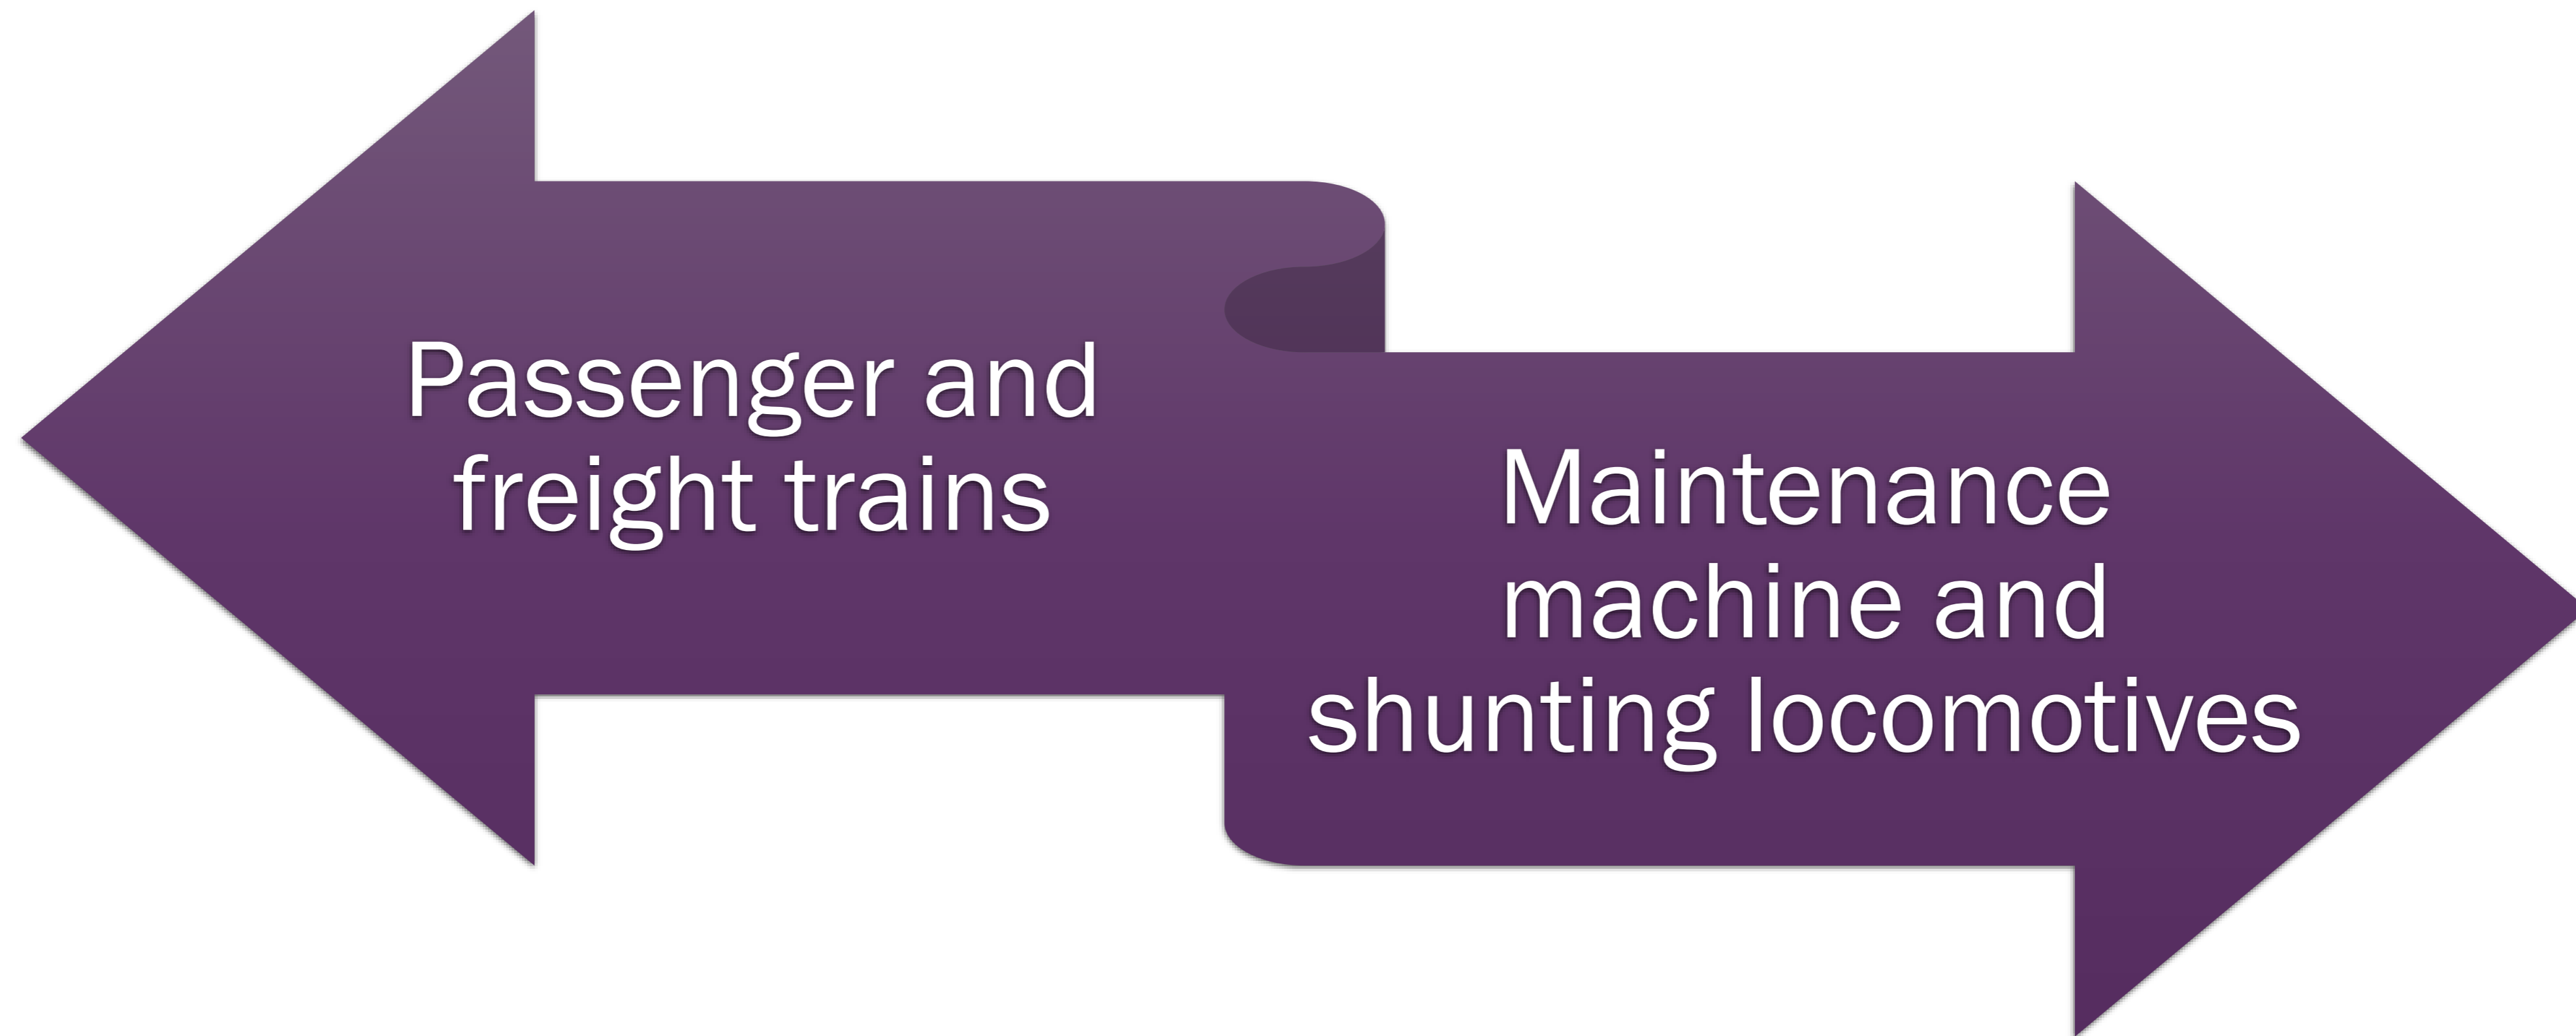 Passenger and
freight trains
Maintenance
machine and
shunting locomotives